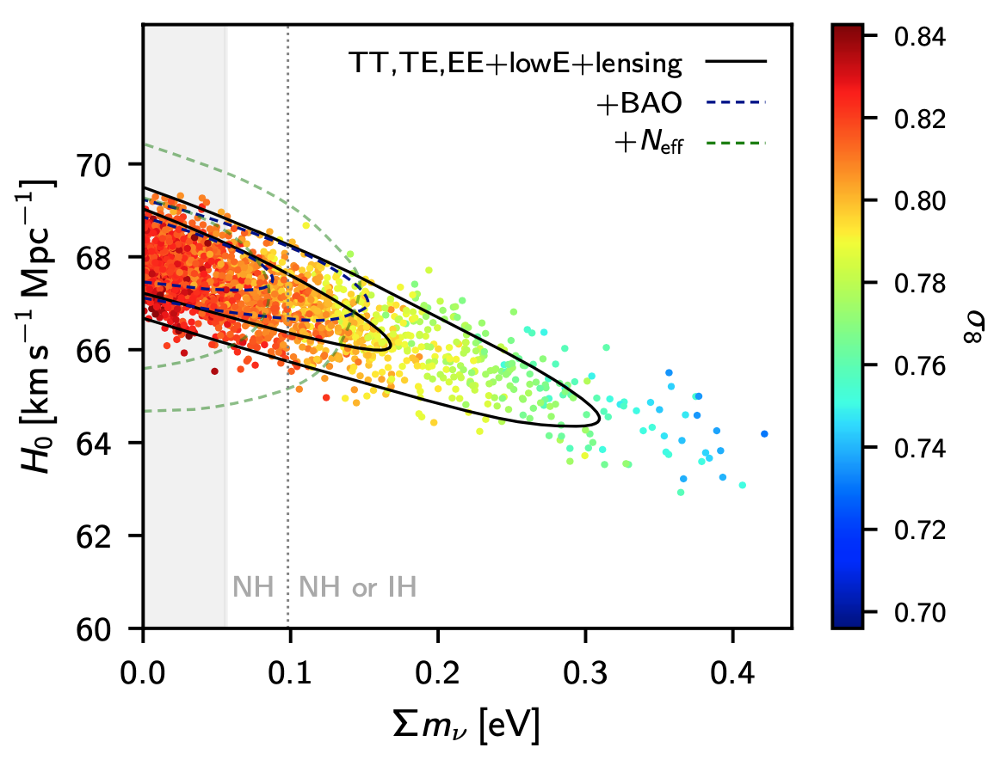 TT,TE,EE+lowE+lensing
+BAO
+N_eff
70
68
66
64
62
60
H₀ [km s⁻¹ Mpc⁻¹]
NH
NH or IH
0.0 0.1 0.2 0.3 0.4
Σm_ν [eV]
0.84
0.82
0.80
0.78
0.76
0.74
0.72
0.70
σ₈